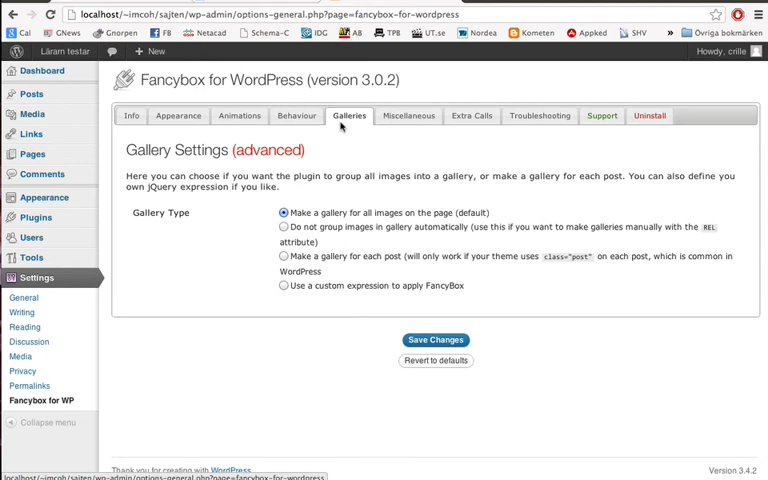 localhost/~imcoh/sajten/wp-admin/options-general.php?page=fancybox-for-wordpress
Cal GNews Gnorpen FB Netacad Schema-C IDG AB TPB UT.se Nordea Kometen Appked SHV » Övriga bokmärken
Lärarn testar + New Howdy, crille
Dashboard
Posts
Media
Links
Pages
Comments
Appearance
Plugins
Users
Tools
Settings
General
Writing
Reading
Discussion
Media
Privacy
Permalinks
Fancybox for WP
Collapse menu
Fancybox for WordPress (version 3.0.2)
Info Appearance Animations Behaviour Galleries Miscellaneous Extra Calls Troubleshooting Support Uninstall
Gallery Settings (advanced)
Here you can choose if you want the plugin to group all images into a gallery, or make a gallery for each post. You can also define you
own jQuery expression if you like.
Gallery Type
Make a gallery for all images on the page (default)
Do not group images in gallery automatically (use this if you want to make galleries manually with the REL
attribute)
Make a gallery for each post (will only work if your theme uses class="post" on each post, which is common in
WordPress
Use a custom expression to apply FancyBox
Save Changes
Revert to defaults
Thank you for creating with WordPress
Version 3.4.2
localhost/~imcoh/sajten/wp-admin/options-general.php?page=fancybox-for-wordpress